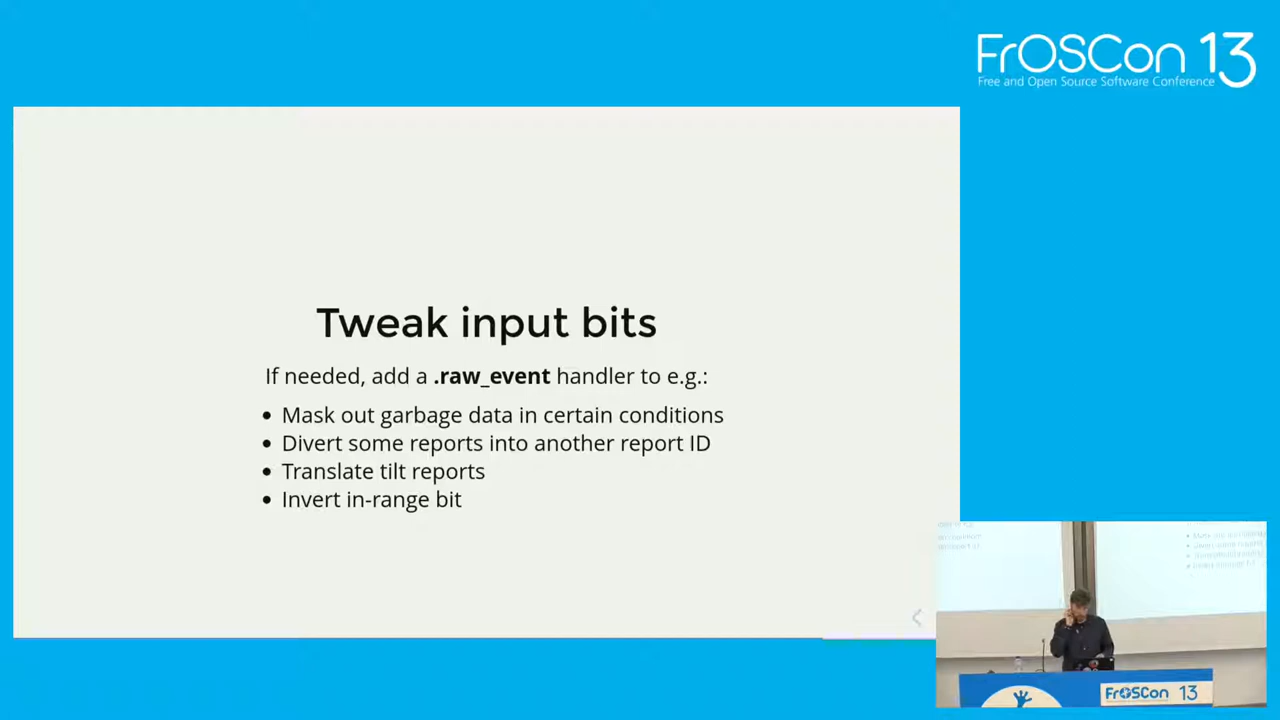 FrOSCon 13
Free and Open Source Software Conference
Tweak input bits
If needed, add a .raw_event handler to e.g.:
• Mask out garbage data in certain conditions
• Divert some reports into another report ID
• Translate tilt reports
• Invert in-range bit
FrOSCon 13